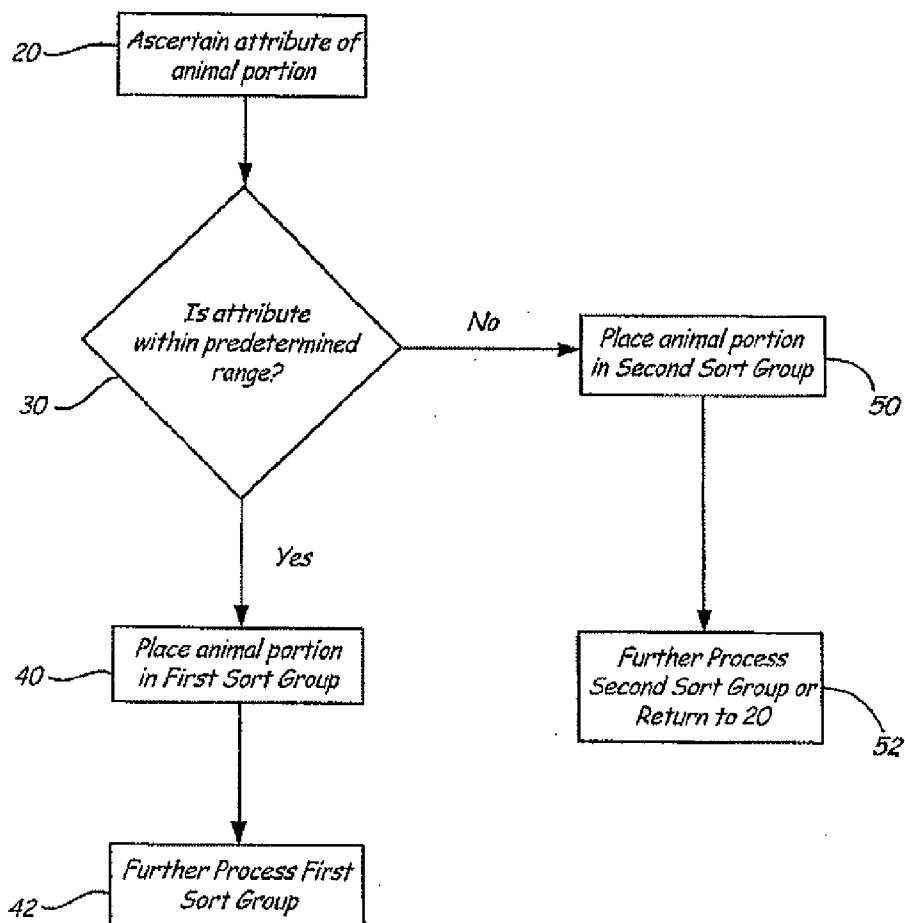 20
Ascertain attribute of
animal portion
Is attribute
within predetermined
range?
30
No
Place animal portion
in Second Sort Group
50
Yes
Place animal portion
in First Sort Group
40
Further Process
Second Sort Group or
Return to 20
52
Further Process First
Sort Group
42